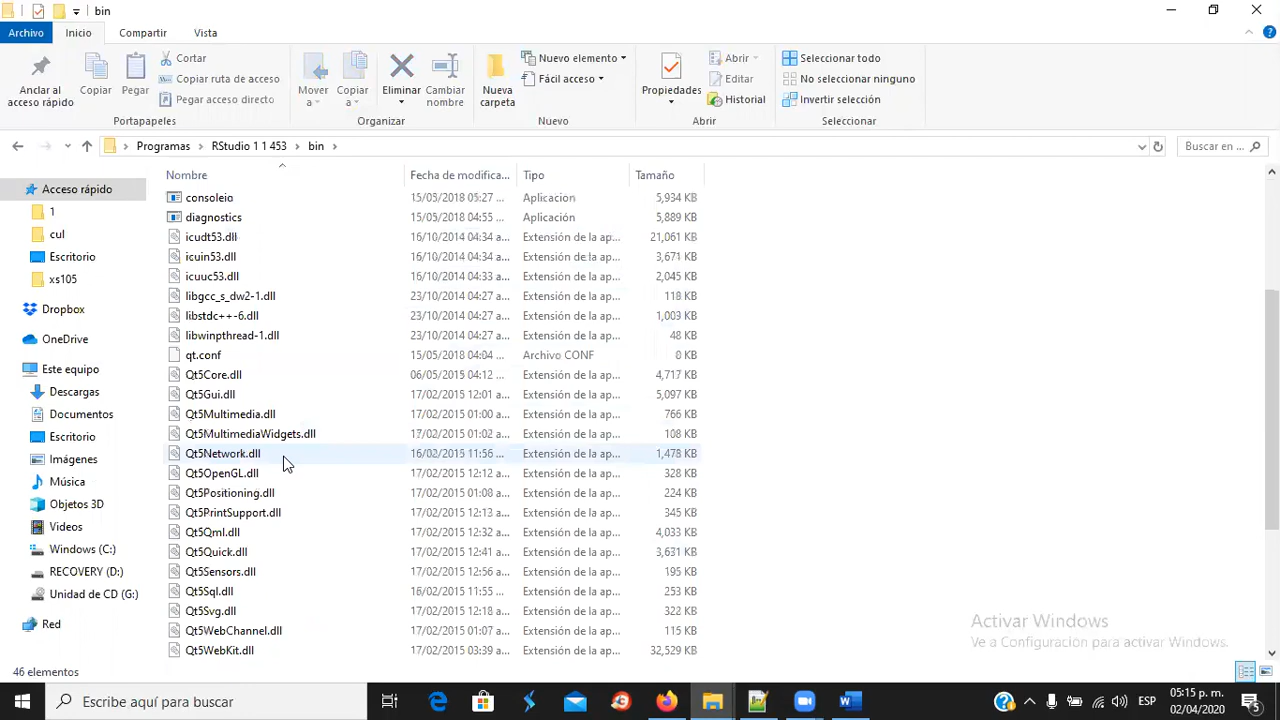 bin
Archivo Inicio Compartir Vista
Anclar al acceso rápido
Copiar
Pegar
Cortar
Copiar ruta de acceso
Pegar acceso directo
Portapapeles
Mover a
Copiar a
Eliminar
Cambiar nombre
Organizar
Nueva carpeta
Nuevo elemento
Fácil acceso
Nuevo
Propiedades
Abrir
Editar
Historial
Abrir
Seleccionar todo
No seleccionar ninguno
Invertir selección
Seleccionar
Programas > RStudio 1 1 453 > bin >
Buscar en ...
Acceso rápido
1
cul
Escritorio
xs105
Dropbox
OneDrive
Este equipo
Descargas
Documentos
Escritorio
Imágenes
Música
Objetos 3D
Videos
Windows (C:)
RECOVERY (D:)
Unidad de CD (G:)
Red
Nombre Fecha de modifica... Tipo Tamaño
consoleio 15/05/2018 05:27 ... Aplicación 5,934 KB
diagnostics 15/05/2018 04:55 ... Aplicación 5,889 KB
icudt53.dll 16/10/2014 04:34 a... Extensión de la ap... 21,061 KB
icuin53.dll 16/10/2014 04:34 a... Extensión de la ap... 3,671 KB
icuuc53.dll 16/10/2014 04:33 a... Extensión de la ap... 2,045 KB
libgcc_s_dw2-1.dll 23/10/2014 04:27 a... Extensión de la ap... 118 KB
libstdc++-6.dll 23/10/2014 04:27 a... Extensión de la ap... 1,003 KB
libwinpthread-1.dll 23/10/2014 04:27 a... Extensión de la ap... 48 KB
qt.conf 15/05/2018 04:04 ... Archivo CONF 0 KB
Qt5Core.dll 06/05/2015 04:12 ... Extensión de la ap... 4,717 KB
Qt5Gui.dll 17/02/2015 12:01 a... Extensión de la ap... 5,097 KB
Qt5Multimedia.dll 17/02/2015 01:00 a... Extensión de la ap... 766 KB
Qt5MultimediaWidgets.dll 17/02/2015 01:02 a... Extensión de la ap... 108 KB
Qt5Network.dll 16/02/2015 11:56 ... Extensión de la ap... 1,478 KB
Qt5OpenGL.dll 17/02/2015 12:12 a... Extensión de la ap... 328 KB
Qt5Positioning.dll 17/02/2015 01:08 a... Extensión de la ap... 224 KB
Qt5PrintSupport.dll 17/02/2015 12:13 a... Extensión de la ap... 345 KB
Qt5Qml.dll 17/02/2015 12:32 a... Extensión de la ap... 4,033 KB
Qt5Quick.dll 17/02/2015 12:41 a... Extensión de la ap... 3,631 KB
Qt5Sensors.dll 17/02/2015 12:56 a... Extensión de la ap... 195 KB
Qt5Sql.dll 16/02/2015 11:55 ... Extensión de la ap... 253 KB
Qt5Svg.dll 17/02/2015 12:18 a... Extensión de la ap... 322 KB
Qt5WebChannel.dll 17/02/2015 01:07 a... Extensión de la ap... 115 KB
Qt5WebKit.dll 17/02/2015 03:39 a... Extensión de la ap... 32,529 KB
Activar Windows
Ve a Configuración para activar Windows.
46 elementos
Escribe aquí para buscar
ESP
05:15 p. m.
02/04/2020
5